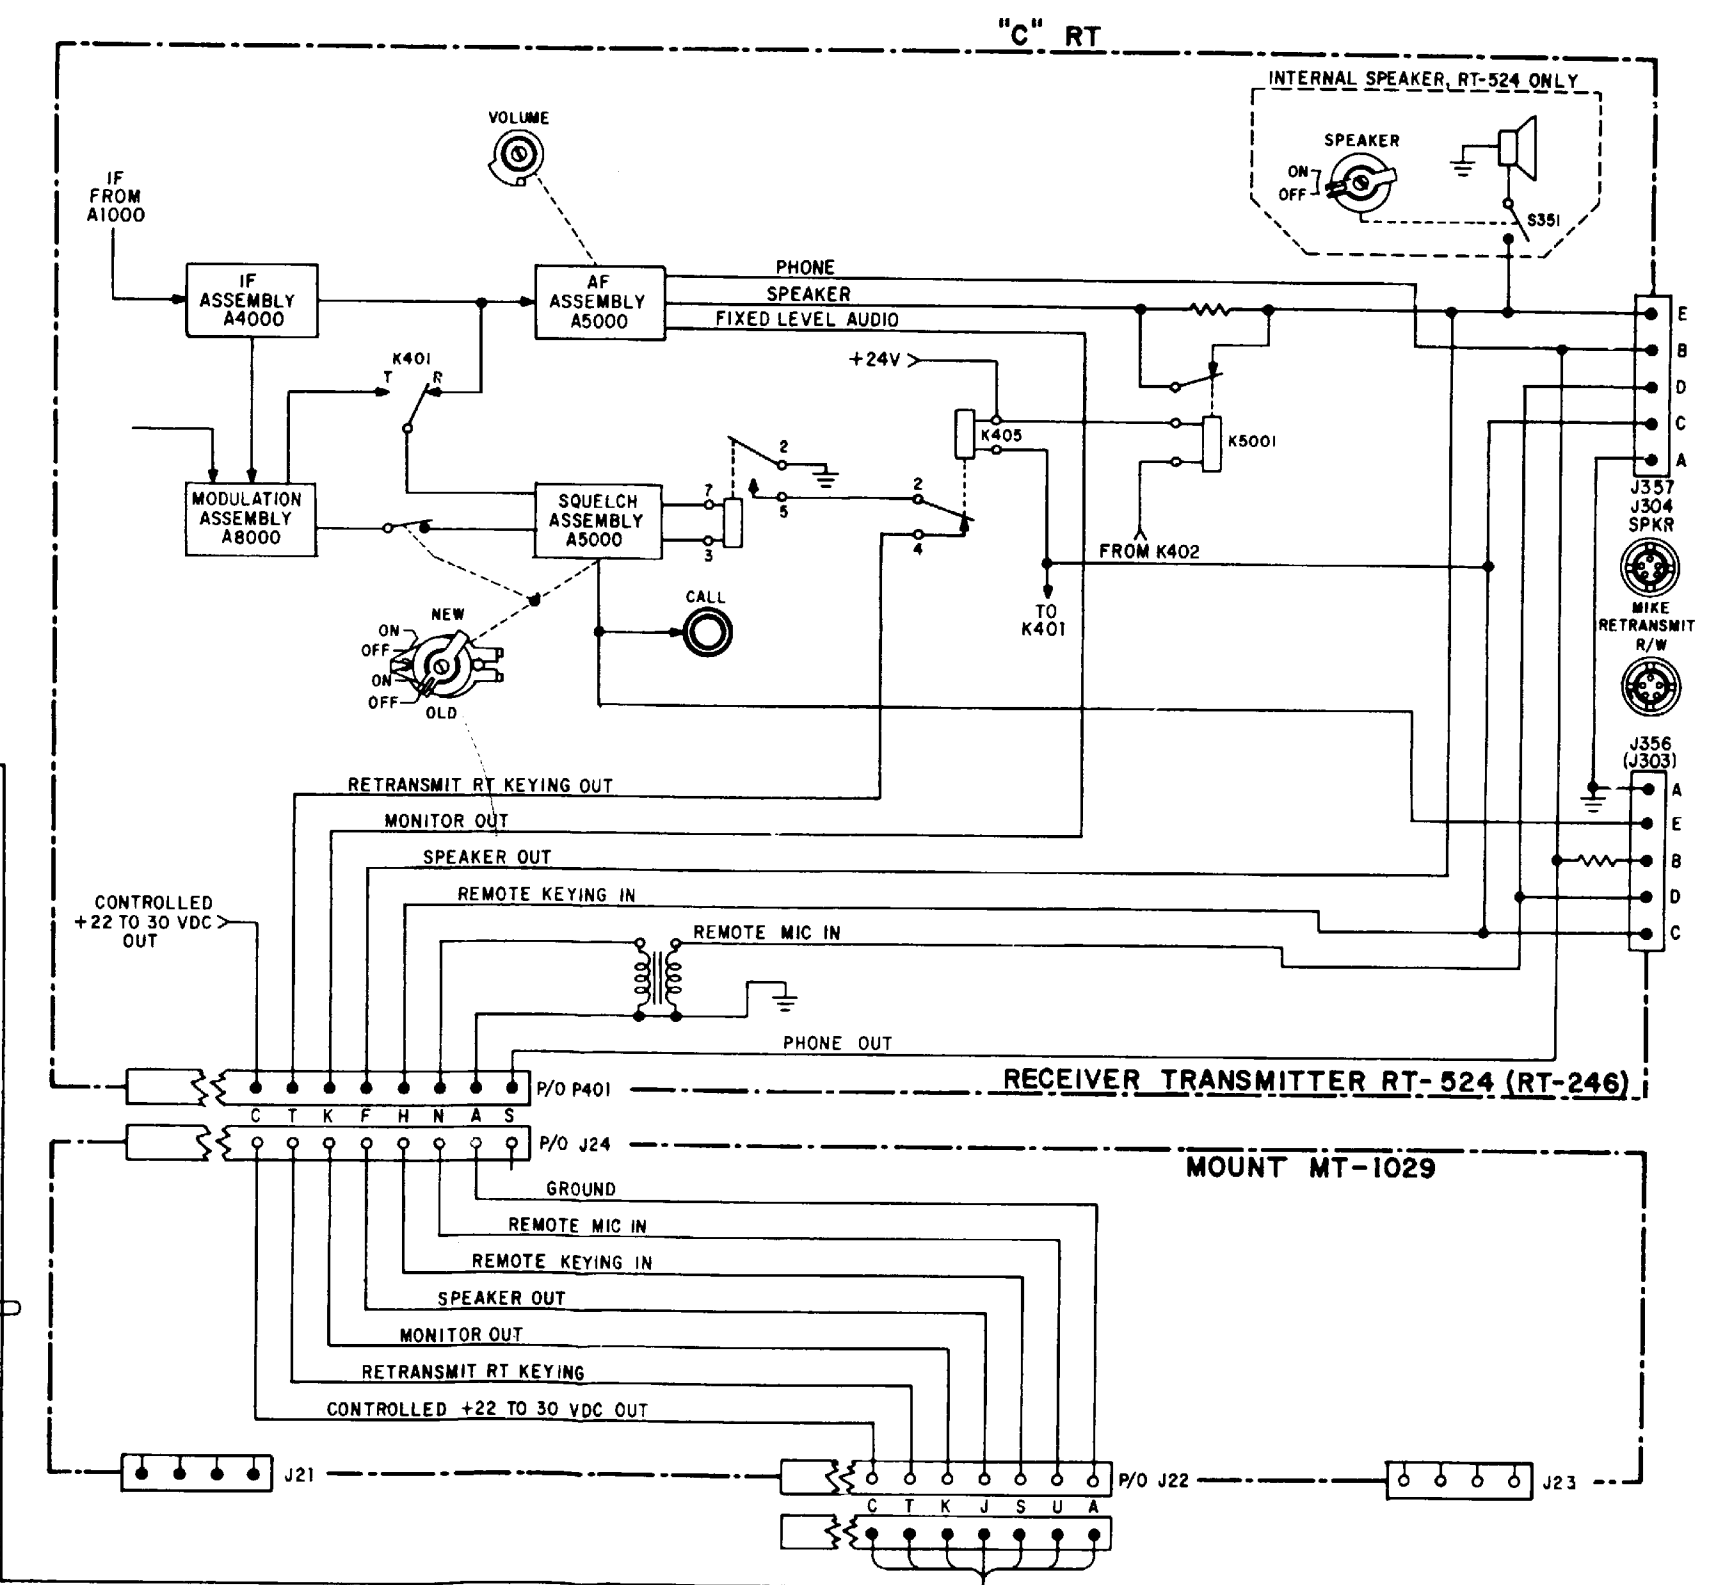 "C" RT
INTERNAL SPEAKER, RT-524 ONLY
VOLUME
SPEAKER
ON
OFF
S351
IF
FROM
A1000
IF
ASSEMBLY
A4000
AF
ASSEMBLY
A5000
PHONE
SPEAKER
FIXED LEVEL AUDIO
E
B
D
C
A
K401
T
R
+24V
K405
K5001
MODULATION
ASSEMBLY
A8000
SQUELCH
ASSEMBLY
A5000
7
3
2
5
2
4
FROM K402
TO
K401
J357
J304
SPKR
MIKE
RETRANSMIT
R/W
J356
(J303)
CALL
NEW
ON
OFF
ON
OFF
OLD
A
E
B
D
C
RETRANSMIT RT KEYING OUT
MONITOR OUT
SPEAKER OUT
REMOTE KEYING IN
CONTROLLED
+22 TO 30 VDC
OUT
REMOTE MIC IN
PHONE OUT
P/O P401
RECEIVER TRANSMITTER RT-524 (RT-246)
C T K F H N A S
P/O J24
MOUNT MT-1029
GROUND
REMOTE MIC IN
REMOTE KEYING IN
SPEAKER OUT
MONITOR OUT
RETRANSMIT RT KEYING
CONTROLLED +22 TO 30 VDC OUT
J21
P/O J22
J23
C T K J S U A